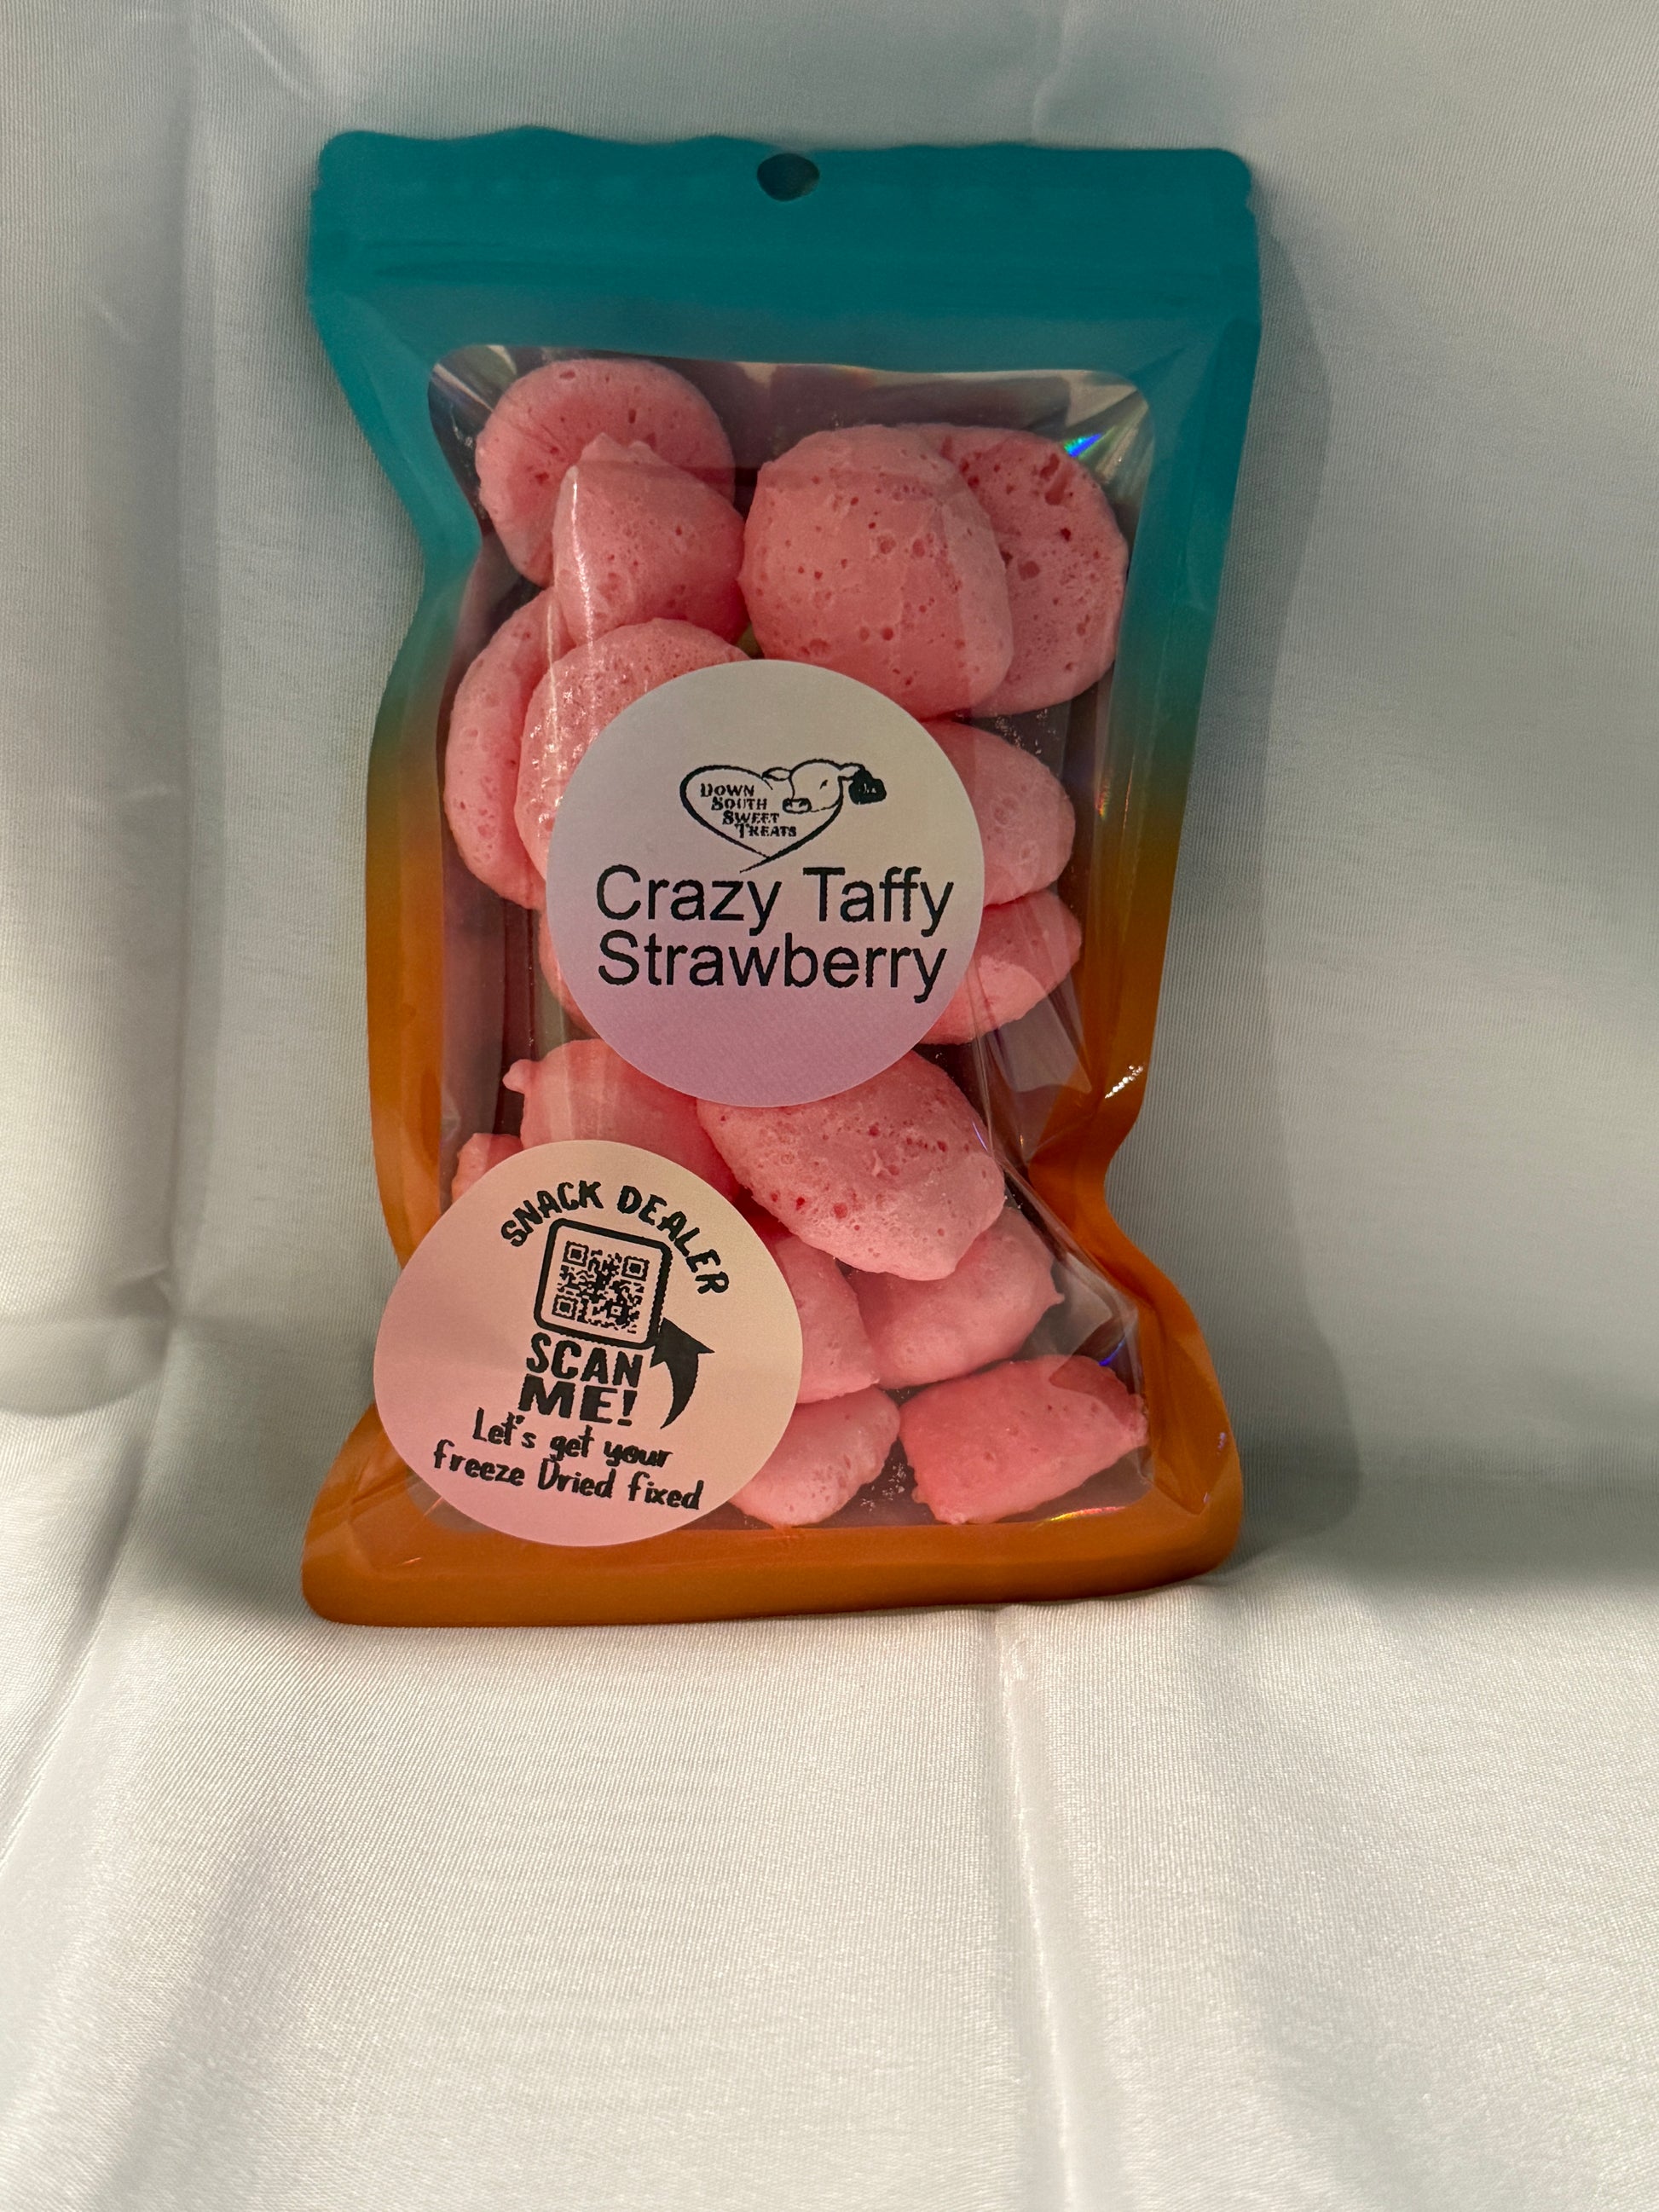 DOWN
SOUTH
SWEET
TREATS
Crazy Taffy
Strawberry
SNACK DEALER
SCAN
ME!
Let's get your
freeze Dried fixed